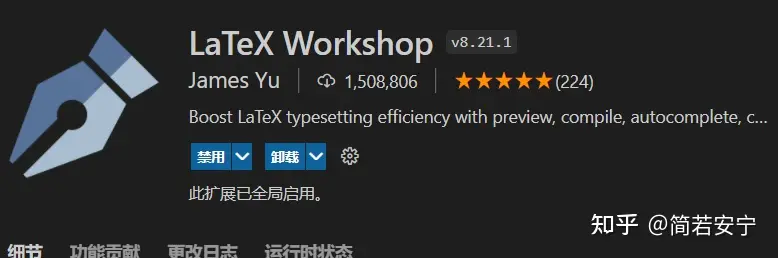 LaTeX Workshop v8.21.1
James Yu 1,508,806 ★★★★★(224)
Boost LaTeX typesetting efficiency with preview, compile, autocomplete, c...
禁用 卸载
此扩展已全局启用。
知乎 @简若安宁
细节 功能贡献 更改日志 运行时状态